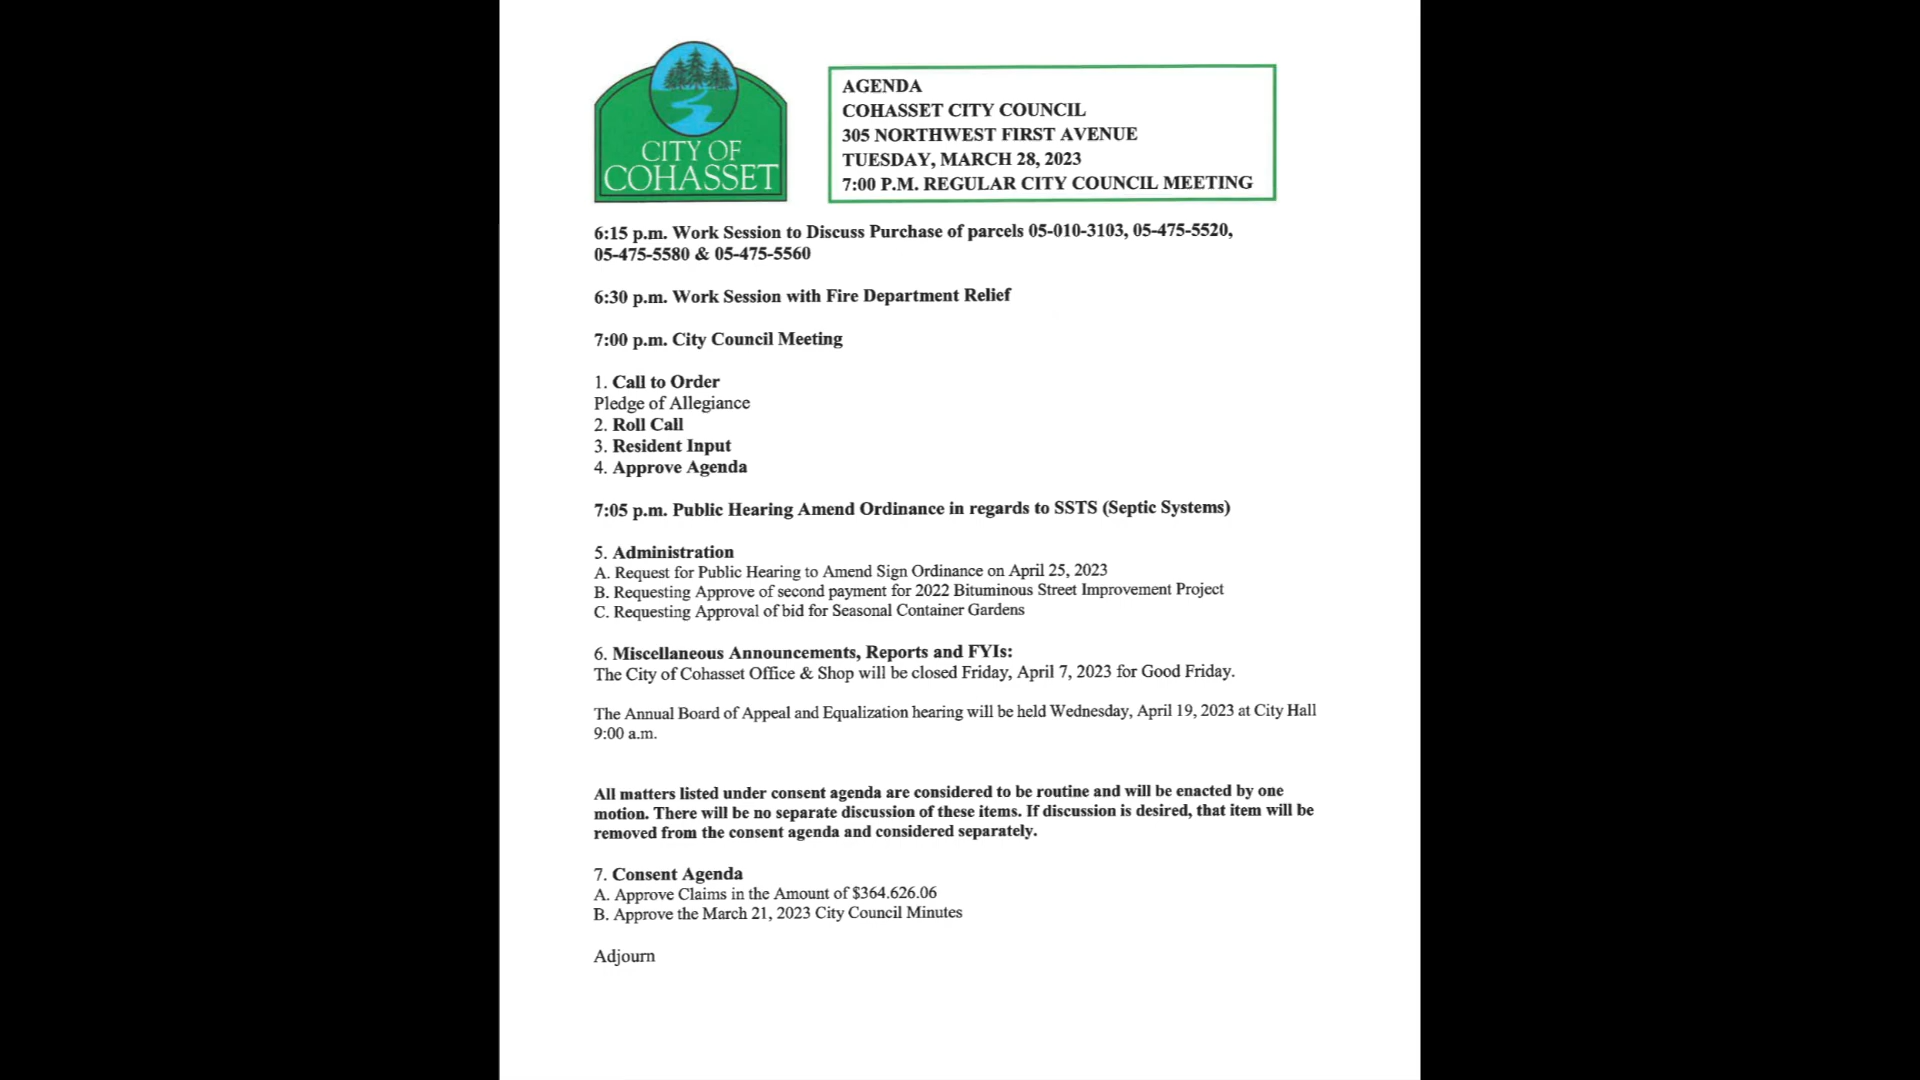 CITY OF
COHASSET
AGENDA
COHASSET CITY COUNCIL
305 NORTHWEST FIRST AVENUE
TUESDAY, MARCH 28, 2023
7:00 P.M. REGULAR CITY COUNCIL MEETING
6:15 p.m. Work Session to Discuss Purchase of parcels 05-010-3103, 05-475-5520,
05-475-5580 & 05-475-5560
6:30 p.m. Work Session with Fire Department Relief
7:00 p.m. City Council Meeting
1. Call to Order
Pledge of Allegiance
2. Roll Call
3. Resident Input
4. Approve Agenda
7:05 p.m. Public Hearing Amend Ordinance in regards to SSTS (Septic Systems)
5. Administration
A. Request for Public Hearing to Amend Sign Ordinance on April 25, 2023
B. Requesting Approve of second payment for 2022 Bituminous Street Improvement Project
C. Requesting Approval of bid for Seasonal Container Gardens
6. Miscellaneous Announcements, Reports and FYIs:
The City of Cohasset Office & Shop will be closed Friday, April 7, 2023 for Good Friday.
The Annual Board of Appeal and Equalization hearing will be held Wednesday, April 19, 2023 at City Hall
9:00 a.m.
All matters listed under consent agenda are considered to be routine and will be enacted by one
motion. There will be no separate discussion of these items. If discussion is desired, that item will be
removed from the consent agenda and considered separately.
7. Consent Agenda
A. Approve Claims in the Amount of $364.626.06
B. Approve the March 21, 2023 City Council Minutes
Adjourn